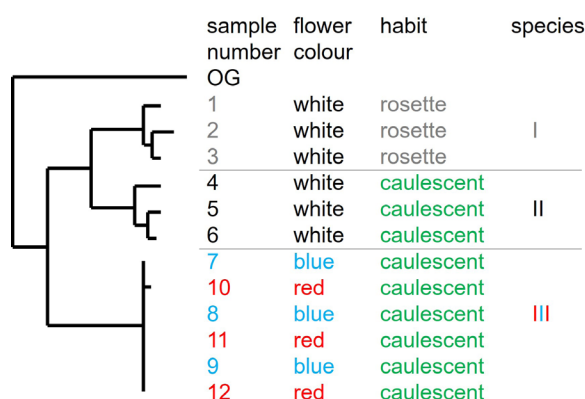 sample number flower colour habit species
OG
1 white rosette
2 white rosette I
3 white rosette
4 white caulescent
5 white caulescent II
6 white caulescent
7 blue caulescent
10 red caulescent
8 blue caulescent III
11 red caulescent
9 blue caulescent
12 red caulescent